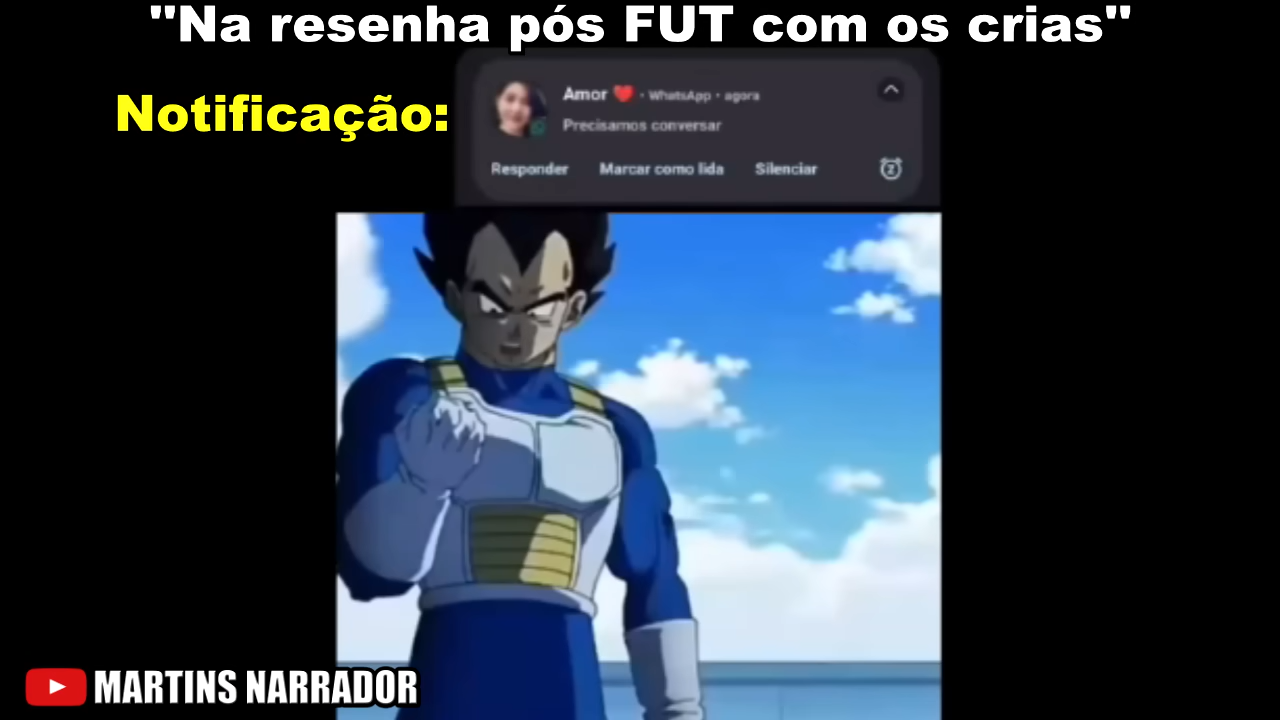 "Na resenha pós FUT com os crias"
Notificação:
Amor ❤️ • WhatsApp • agora
Precisamos conversar
Responder Marcar como lida Silenciar
MARTINS NARRADOR